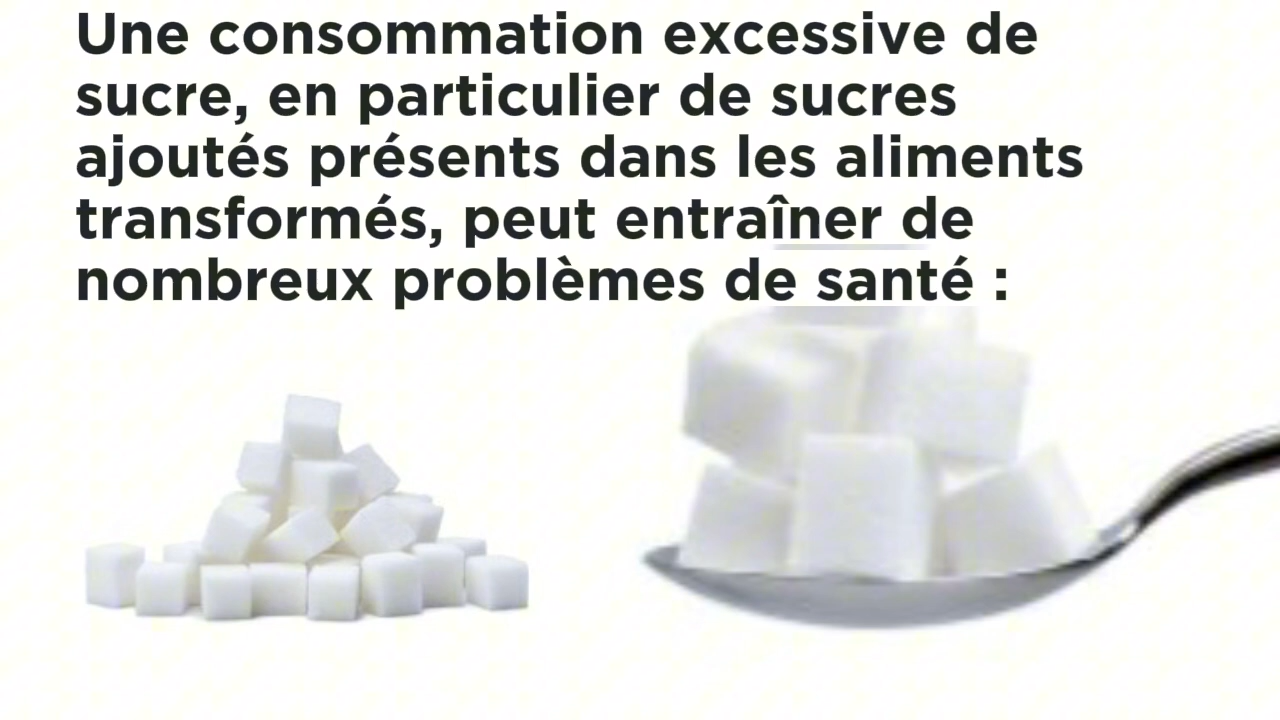 Une consommation excessive de
sucre, en particulier de sucres
ajoutés présents dans les aliments
transformés, peut entraîner de
nombreux problèmes de santé :